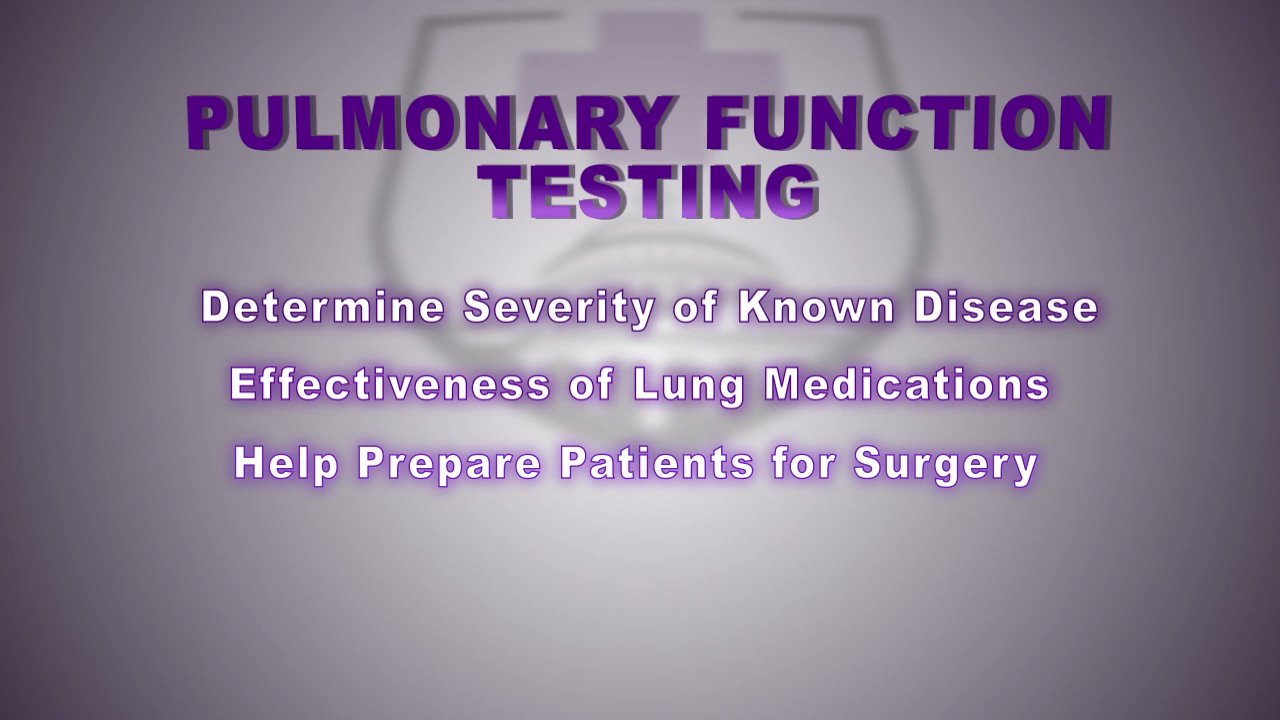 PULMONARY FUNCTION
TESTING
Determine Severity of Known Disease
Effectiveness of Lung Medications
Help Prepare Patients for Surgery